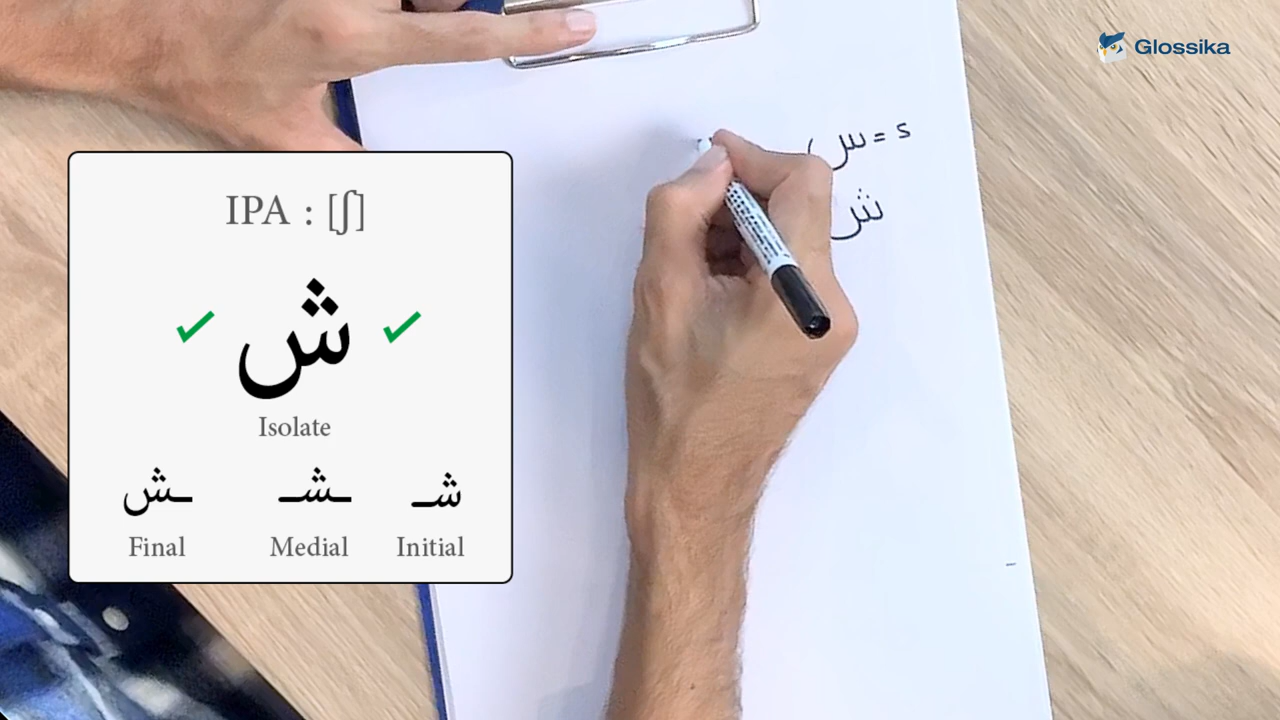 Glossika
س = s
ش
IPA : [ʃ]
ش
Isolate
ـش ـشـ شـ
Final Medial Initial